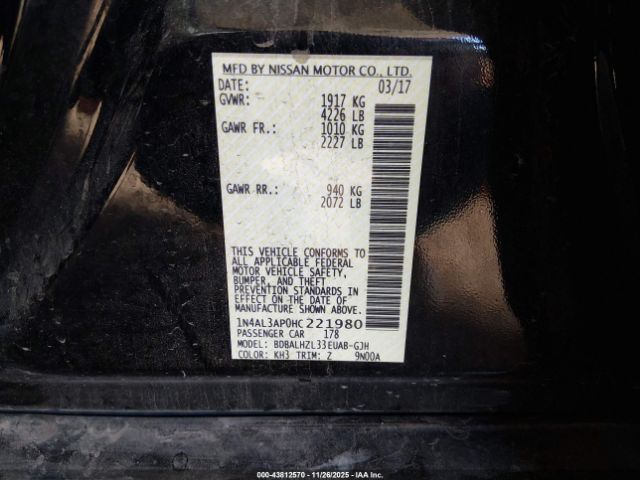 MFD BY NISSAN MOTOR CO., LTD.
DATE: 03/17
GVWR: 1917 KG
4226 LB
GAWR FR.: 1010 KG
2227 LB
GAWR RR.: 940 KG
2072 LB
THIS VEHICLE CONFORMS TO
ALL APPLICABLE FEDERAL
MOTOR VEHICLE SAFETY,
BUMPER, AND THEFT
PREVENTION STANDARDS
IN EFFECT ON THE DATE OF
MANUFACTURE SHOWN ABOVE.
1N4AL3AP0HC221980
PASSENGER CAR 178
MODEL: BDBALHZL33EUAB-GJH
COLOR: KH3 TRIM: Z 9N00A
000-43812570 - 11/26/2025 - IAA Inc.